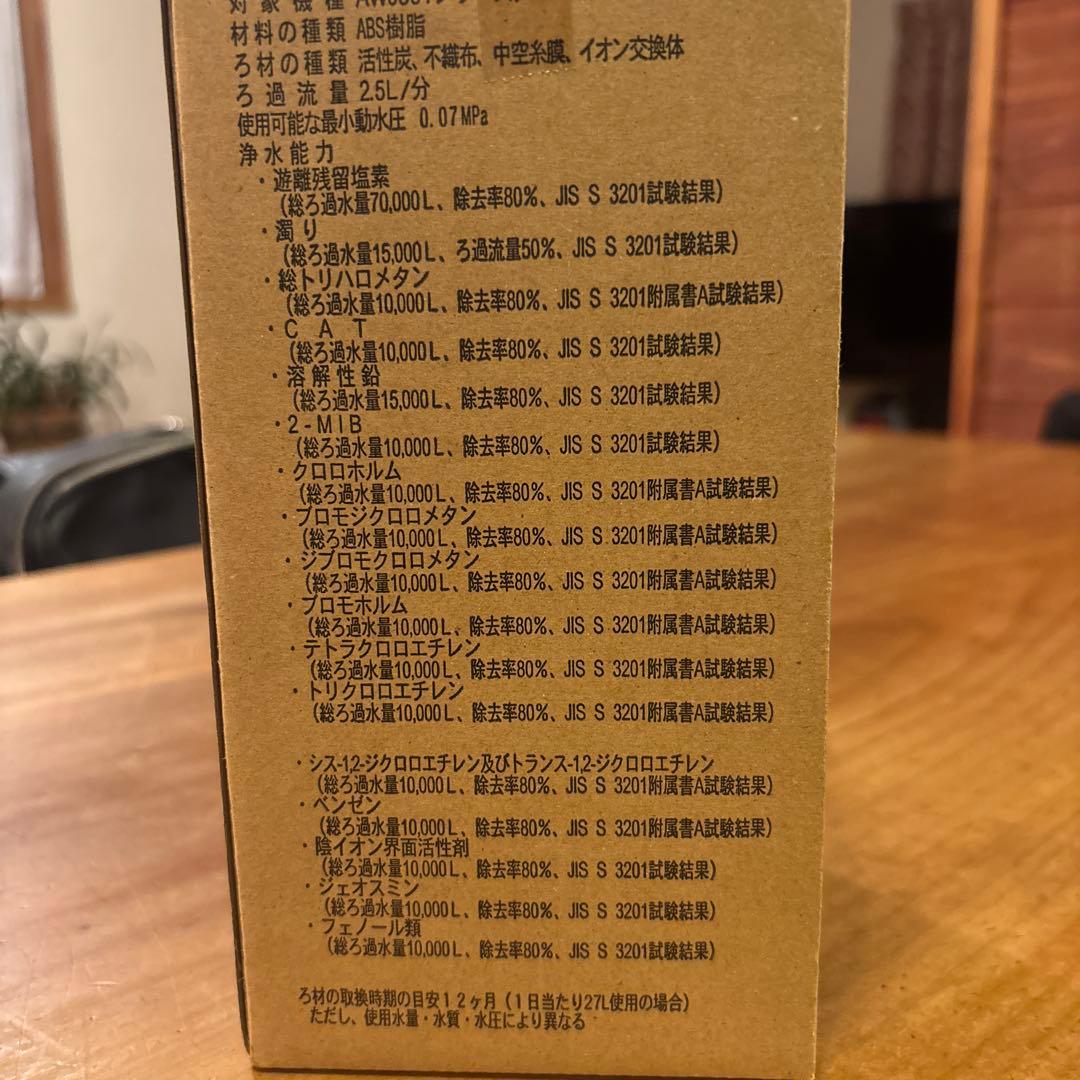 対象機種
材料の種類 ABS樹脂
ろ材の種類 活性炭、不織布、中空糸膜、イオン交換体
ろ過流量 2.5L/分
使用可能な最小動水圧 0.07MPa
浄水能力
・遊離残留塩素
(総ろ過水量70,000L、除去率80%、JIS S 3201試験結果)
・濁り
(総ろ過水量15,000L、ろ過流量50%、JIS S 3201試験結果)
・総トリハロメタン
(総ろ過水量10,000L、除去率80%、JIS S 3201附属書A試験結果)
・CAT
(総ろ過水量10,000L、除去率80%、JIS S 3201試験結果)
・溶解性鉛
(総ろ過水量15,000L、除去率80%、JIS S 3201試験結果)
・2-MIB
(総ろ過水量10,000L、除去率80%、JIS S 3201試験結果)
・クロロホルム
(総ろ過水量10,000L、除去率80%、JIS S 3201附属書A試験結果)
・ブロモジクロロメタン
(総ろ過水量10,000L、除去率80%、JIS S 3201附属書A試験結果)
・ジブロモクロロメタン
(総ろ過水量10,000L、除去率80%、JIS S 3201附属書A試験結果)
・ブロモホルム
(総ろ過水量10,000L、除去率80%、JIS S 3201附属書A試験結果)
・テトラクロロエチレン
(総ろ過水量10,000L、除去率80%、JIS S 3201附属書A試験結果)
・トリクロロエチレン
(総ろ過水量10,000L、除去率80%、JIS S 3201附属書A試験結果)
・シス-1,2-ジクロロエチレン及びトランス-1,2-ジクロロエチレン
(総ろ過水量10,000L、除去率80%、JIS S 3201附属書A試験結果)
・ベンゼン
(総ろ過水量10,000L、除去率80%、JIS S 3201附属書A試験結果)
・陰イオン界面活性剤
(総ろ過水量10,000L、除去率80%、JIS S 3201試験結果)
・ジェオスミン
(総ろ過水量10,000L、除去率80%、JIS S 3201試験結果)
・フェノール類
(総ろ過水量10,000L、除去率80%、JIS S 3201試験結果)
ろ材の取換時期の目安12ヶ月(1日当たり27L使用の場合)
ただし、使用水量・水質・水圧により異なる